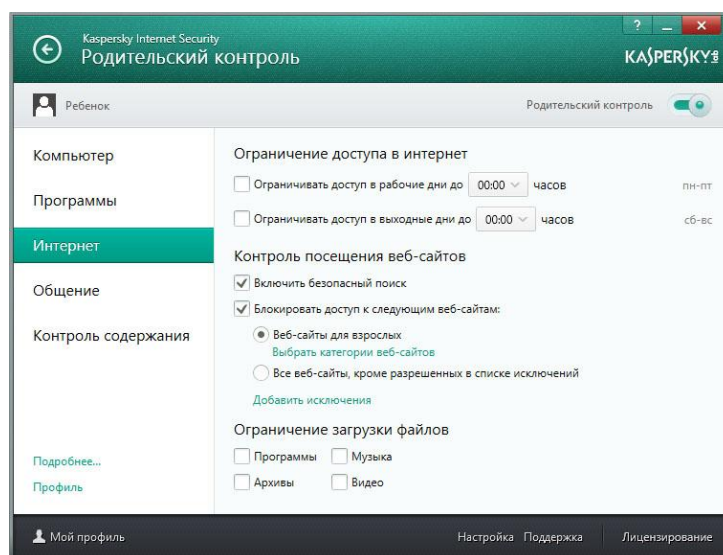 Kaspersky Internet Security
Родительский контроль
KASPERSKY lab
Ребенок
Родительский контроль
Компьютер
Программы
Интернет
Общение
Контроль содержания
Подробнее...
Профиль
Ограничение доступа в интернет
Ограничивать доступ в рабочие дни до 00:00 часов пн-пт
Ограничивать доступ в выходные дни до 00:00 часов сб-вс
Контроль посещения веб-сайтов
Включить безопасный поиск
Блокировать доступ к следующим веб-сайтам:
Веб-сайты для взрослых
Выбрать категории веб-сайтов
Все веб-сайты, кроме разрешенных в списке исключений
Добавить исключения
Ограничение загрузки файлов
Программы Музыка
Архивы Видео
Мой профиль Настройка Поддержка Лицензирование